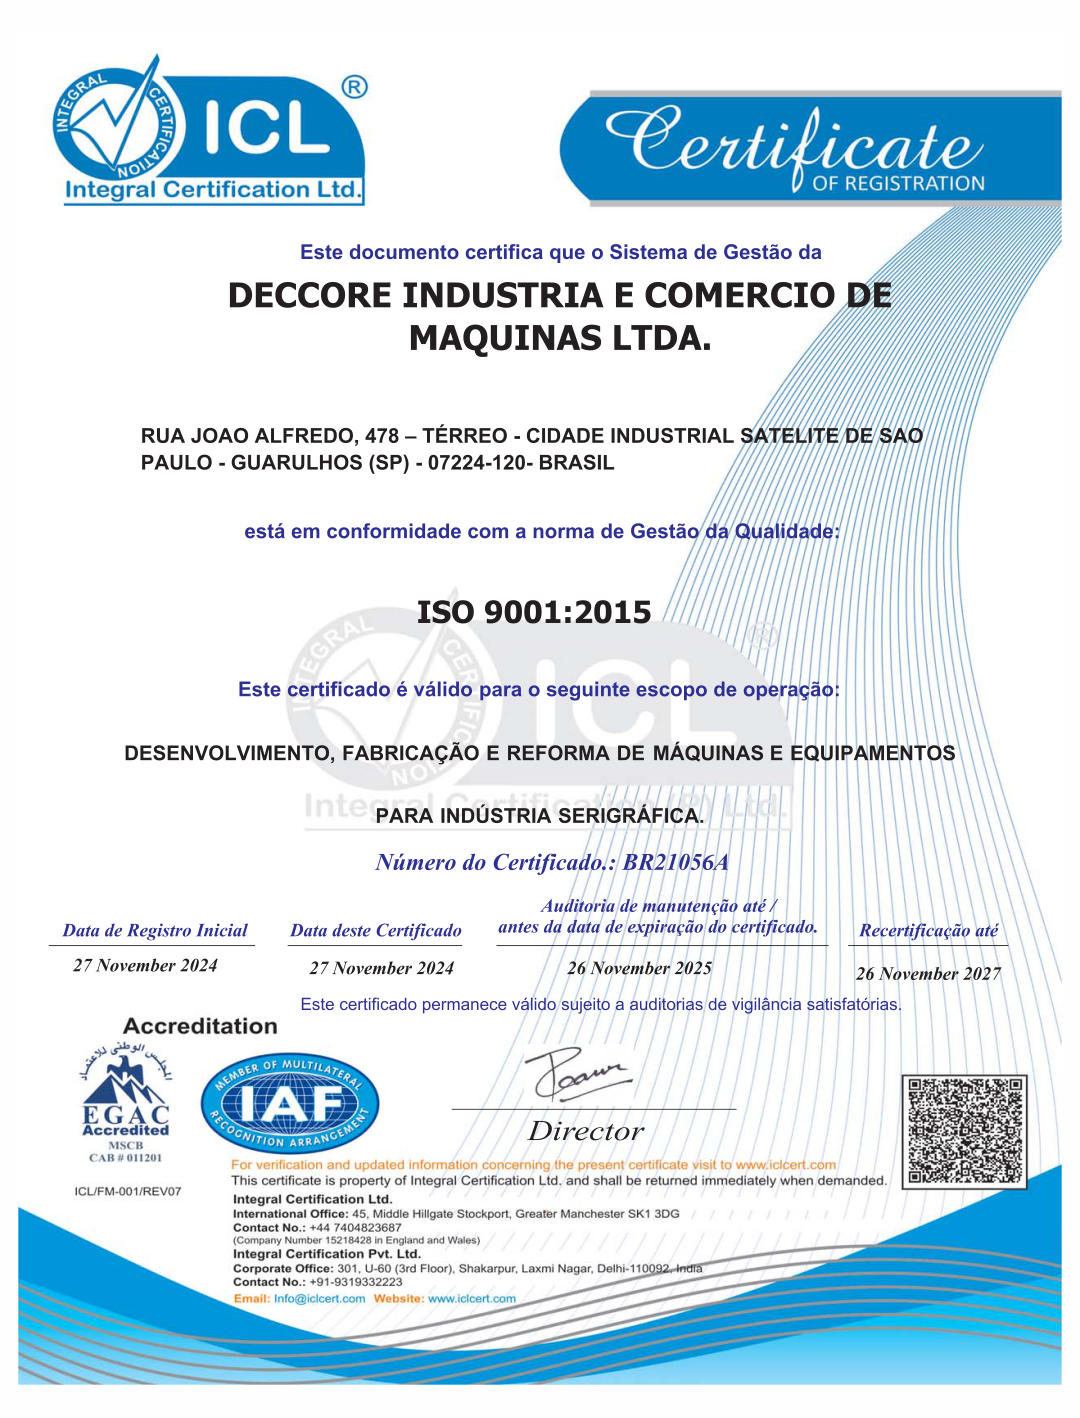 INTEGRAL CERTIFICATION
ICL ®
Integral Certification Ltd.
Certificate
OF REGISTRATION
Este documento certifica que o Sistema de Gestão da
DECCORE INDUSTRIA E COMERCIO DE
MAQUINAS LTDA.
RUA JOAO ALFREDO, 478 – TÉRREO - CIDADE INDUSTRIAL SATELITE DE SAO
PAULO - GUARULHOS (SP) - 07224-120- BRASIL
está em conformidade com a norma de Gestão da Qualidade:
ISO 9001:2015
INTEGRAL CERTIFICATION
ICL ®
Este certificado é válido para o seguinte escopo de operação:
DESENVOLVIMENTO, FABRICAÇÃO E REFORMA DE MÁQUINAS E EQUIPAMENTOS
Integral Certification (P) Ltd.
PARA INDÚSTRIA SERIGRÁFICA.
Número do Certificado.: BR21056A
Data de Registro Inicial
27 November 2024
Data deste Certificado
27 November 2024
Auditoria de manutenção até /
antes da data de expiração do certificado.
26 November 2025
Recertificação até
26 November 2027
Este certificado permanece válido sujeito a auditorias de vigilância satisfatórias.
Accreditation
المجلس الوطنى للاعتماد
EGAC
Accredited
MSCB
CAB # 011201
MEMBER OF MULTILATERAL
IAF
RECOGNITION ARRANGEMENT
Director
ICL/FM-001/REV07
For verification and updated information concerning the present certificate visit to www.iclcert.com
This certificate is property of Integral Certification Ltd. and shall be returned immediately when demanded.
Integral Certification Ltd.
International Office: 45, Middle Hillgate Stockport, Greater Manchester SK1 3DG
Contact No.: +44 7404823687
(Company Number 15218428 in England and Wales)
Integral Certification Pvt. Ltd.
Corporate Office: 301, U-60 (3rd Floor), Shakarpur, Laxmi Nagar, Delhi-110092, India
Contact No.: +91-9319332223
Email: Info@iclcert.com Website: www.iclcert.com